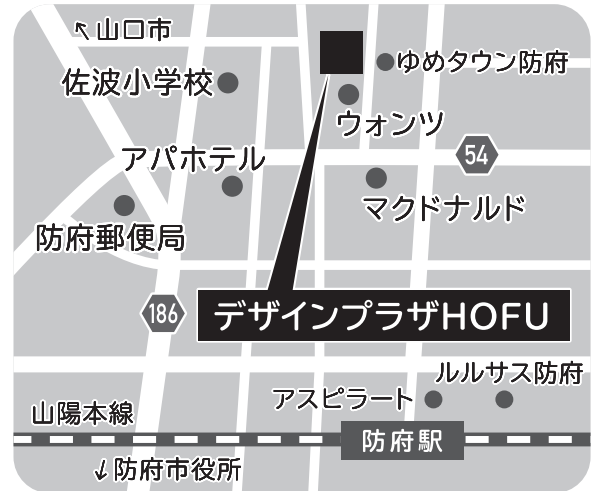 ↖山口市
佐波小学校
ゆめタウン防府
ウォンツ
54
アパホテル
マクドナルド
防府郵便局
186
デザインプラザHOFU
ルルサス防府
アスピラート
山陽本線
防府駅
↙防府市役所